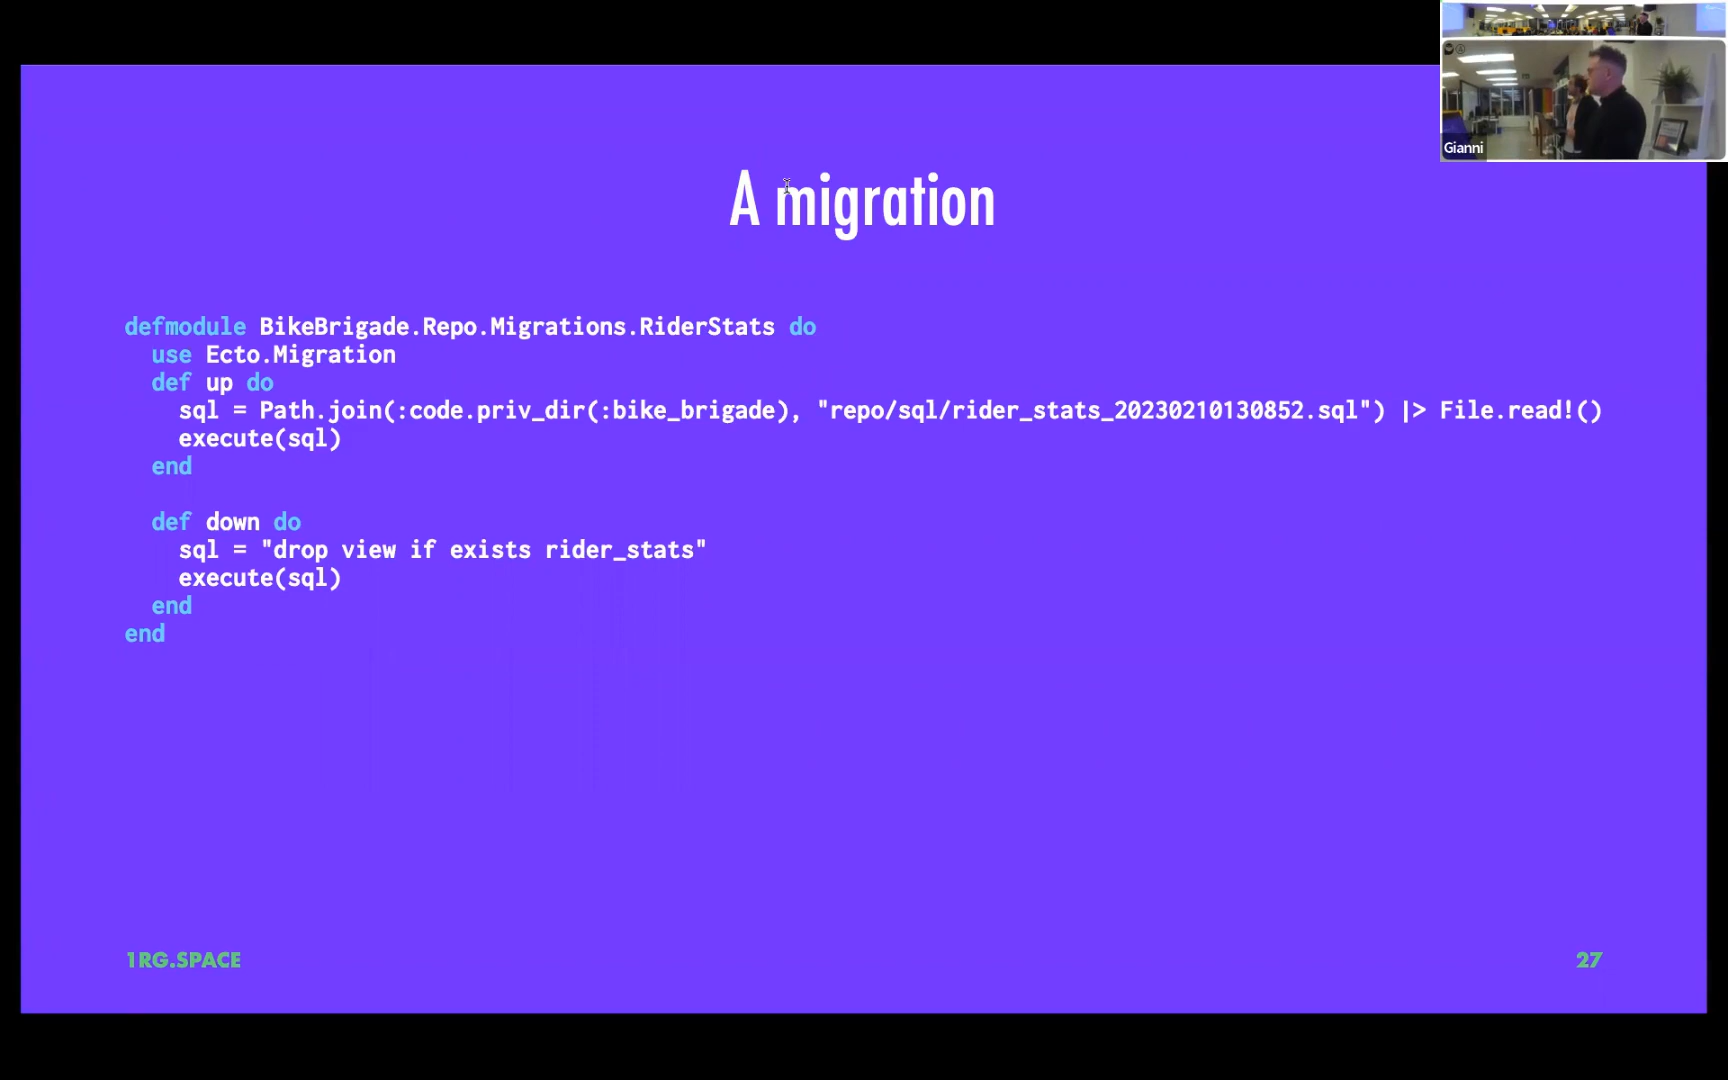 Gianni
A migration
defmodule BikeBrigade.Repo.Migrations.RiderStats do
  use Ecto.Migration
  def up do
    sql = Path.join(:code.priv_dir(:bike_brigade), "repo/sql/rider_stats_20230210130852.sql") |> File.read!()
    execute(sql)
  end

  def down do
    sql = "drop view if exists rider_stats"
    execute(sql)
  end
end
1RG.SPACE
27